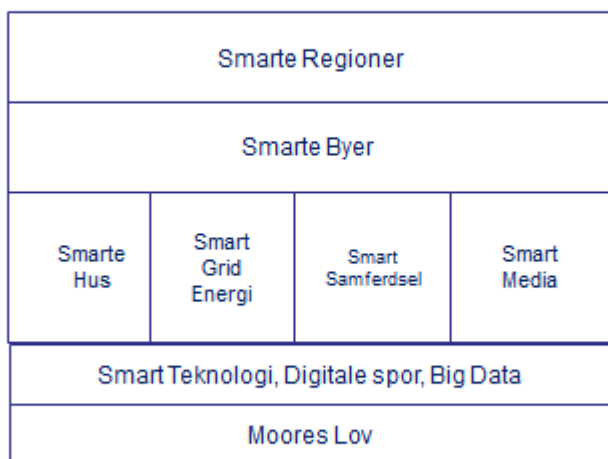 Smarte Regioner
Smarte Byer
Smarte
Hus
Smart
Grid
Energi
Smart
Samferdsel
Smart
Media
Smart Teknologi, Digitale spor, Big Data
Moores Lov